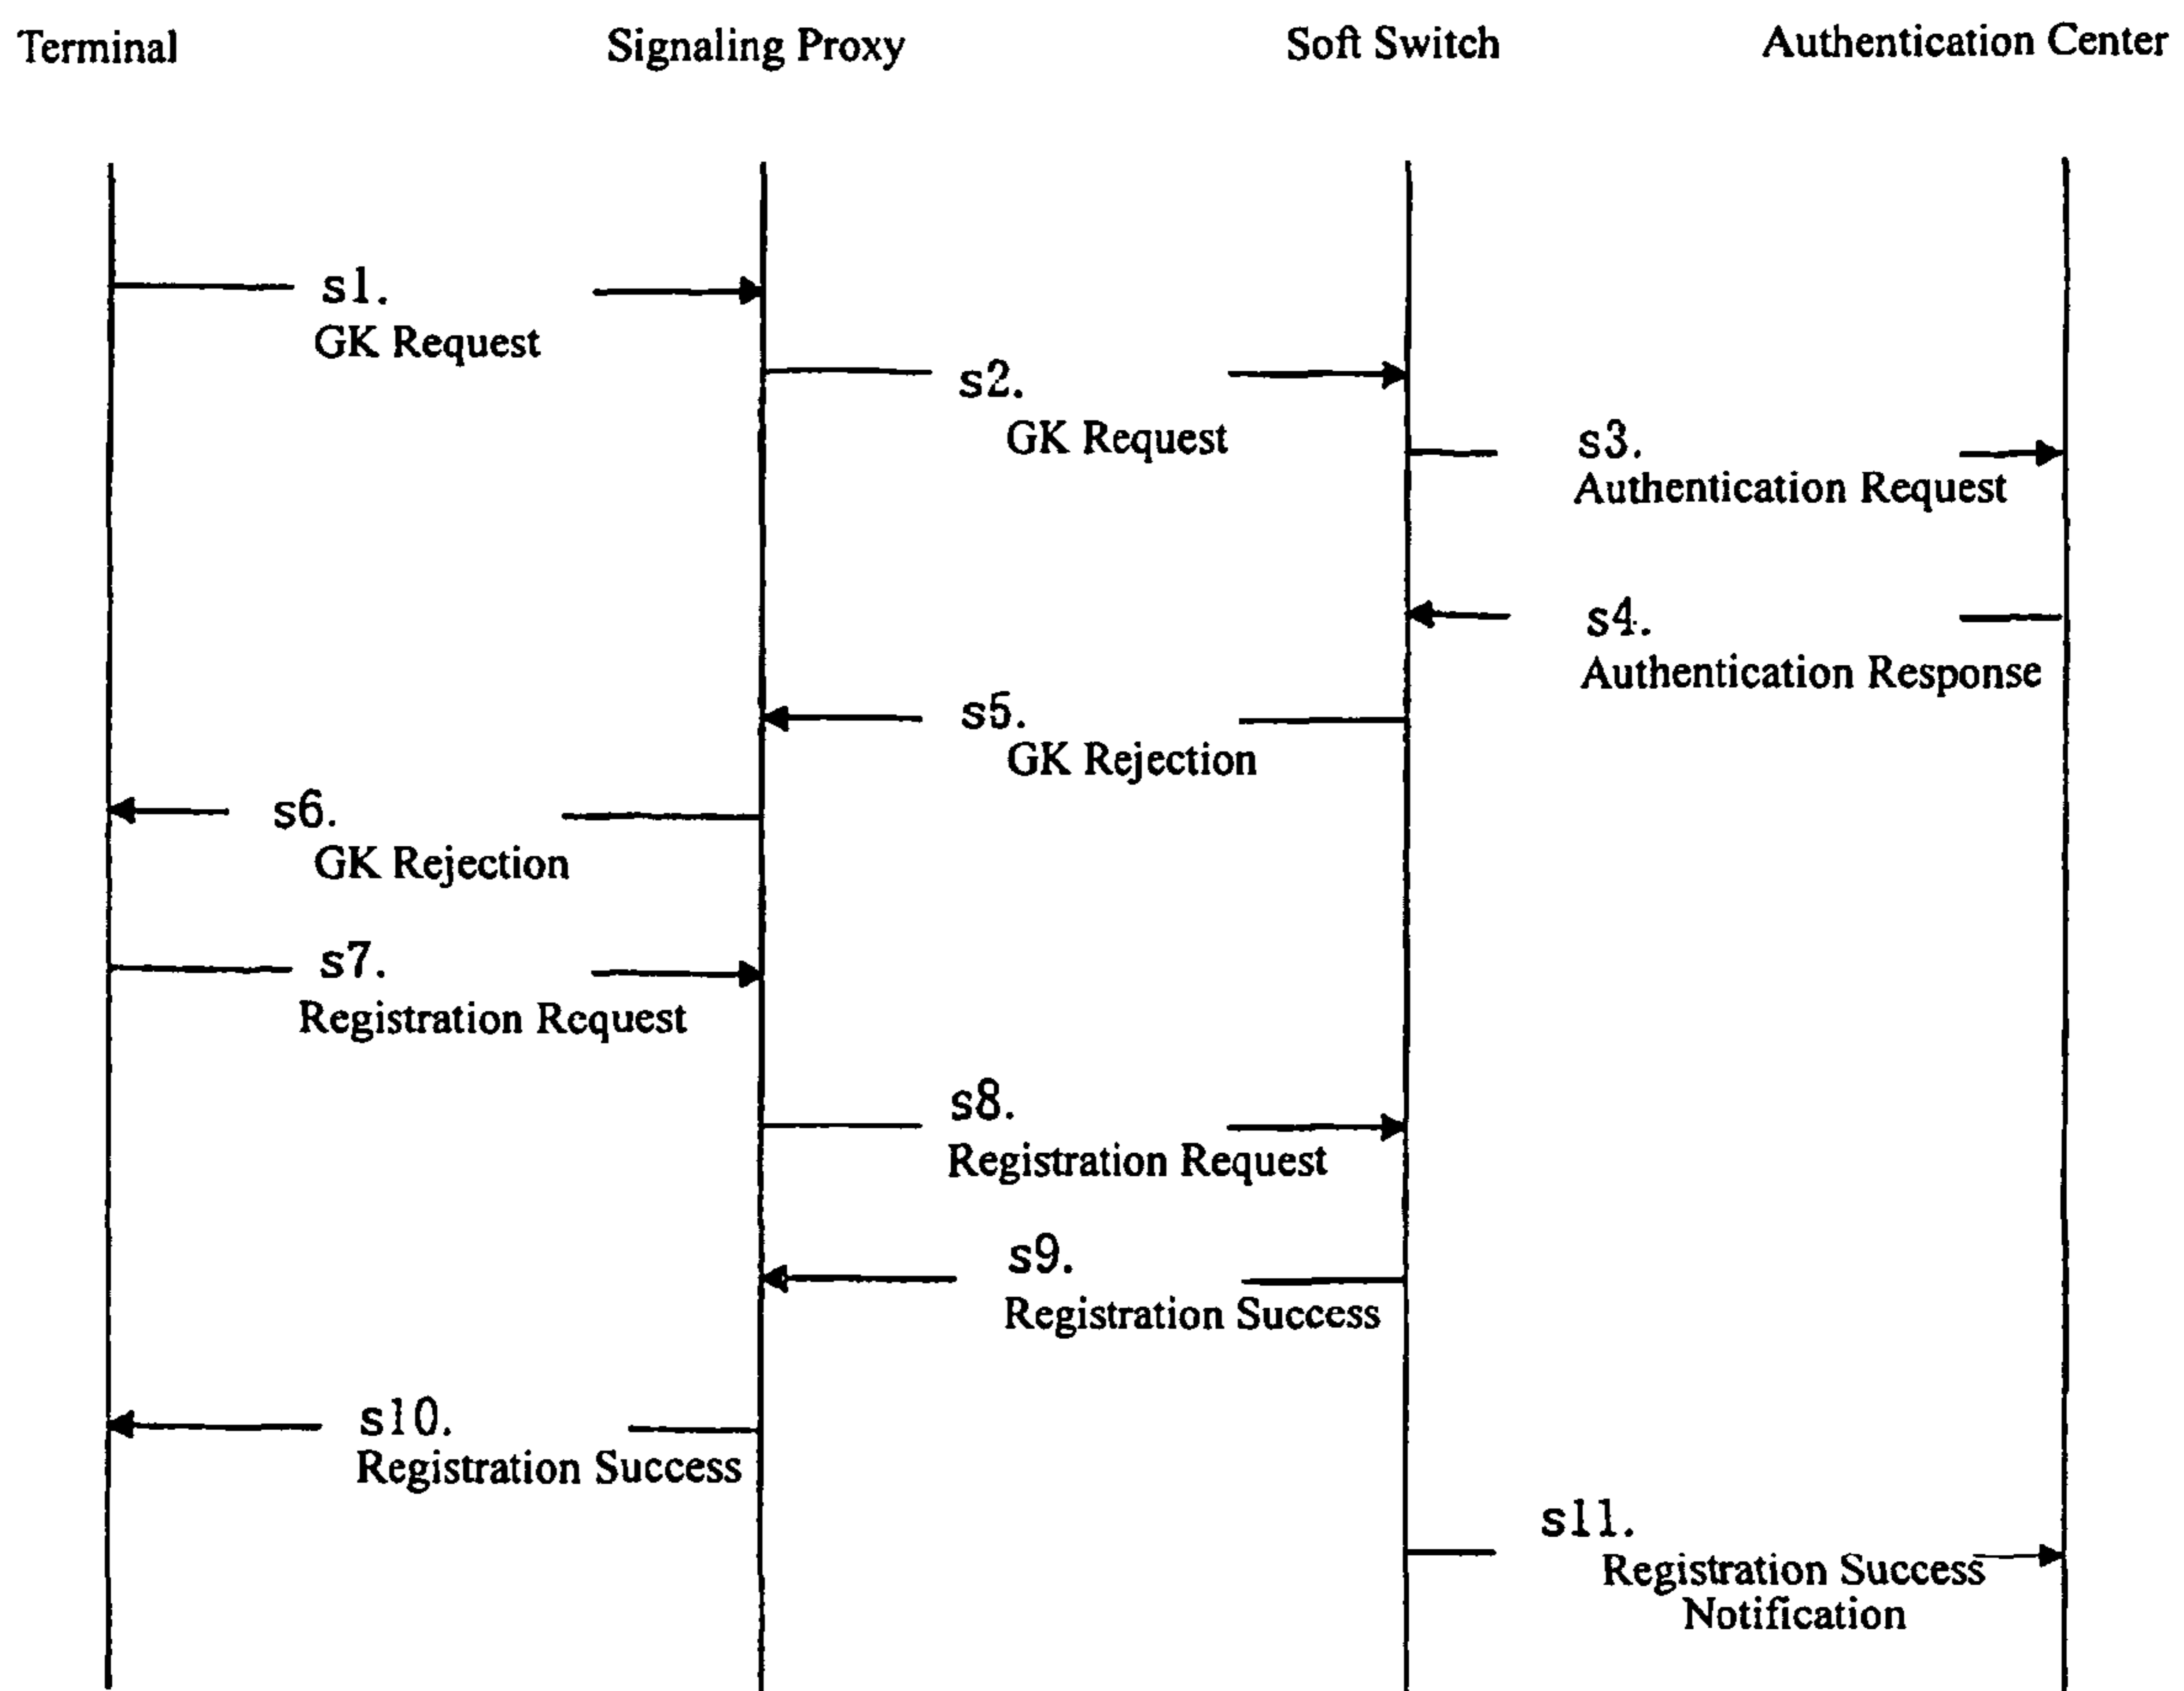 Terminal
Signaling Proxy
Soft Switch
Authentication Center
s1.
GK Request
s2.
GK Request
s3.
Authentication Request
s4.
Authentication Response
s5.
GK Rejection
s6.
GK Rejection
s7.
Registration Request
s8.
Registration Request
s9.
Registration Success
s10.
Registration Success
s11.
Registration Success
Notification